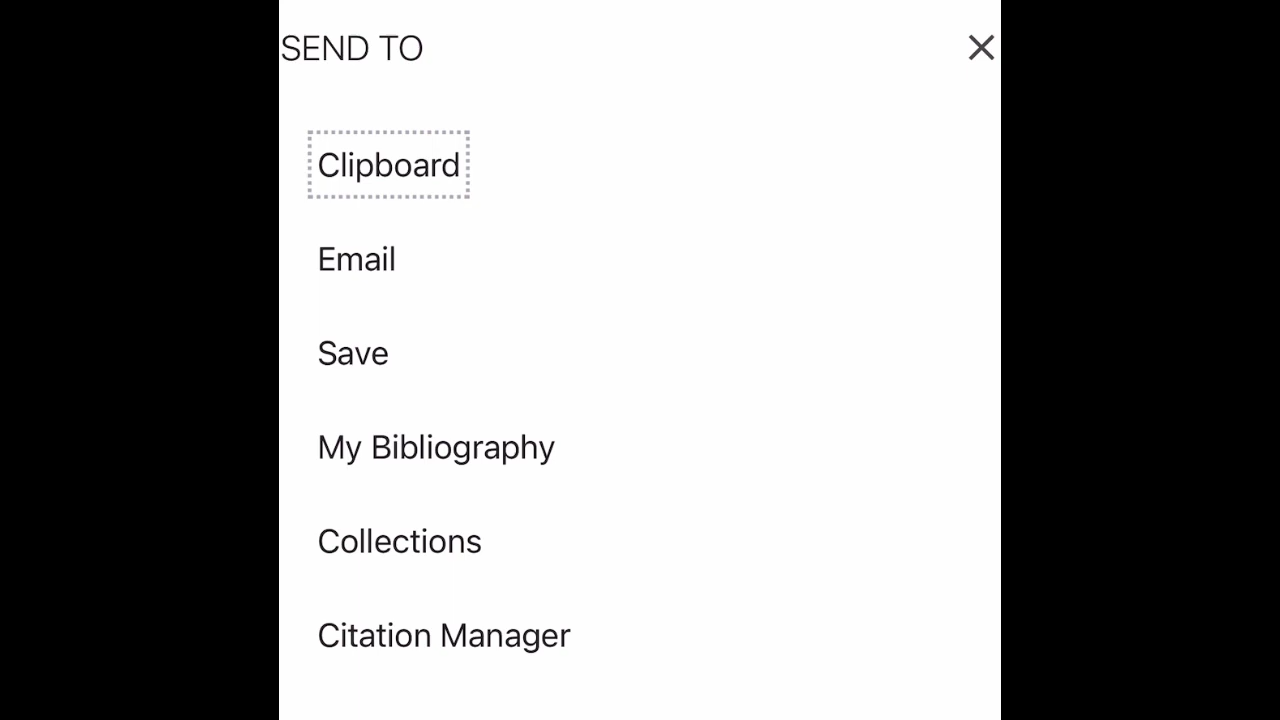 SEND TO
Clipboard
Email
Save
My Bibliography
Collections
Citation Manager